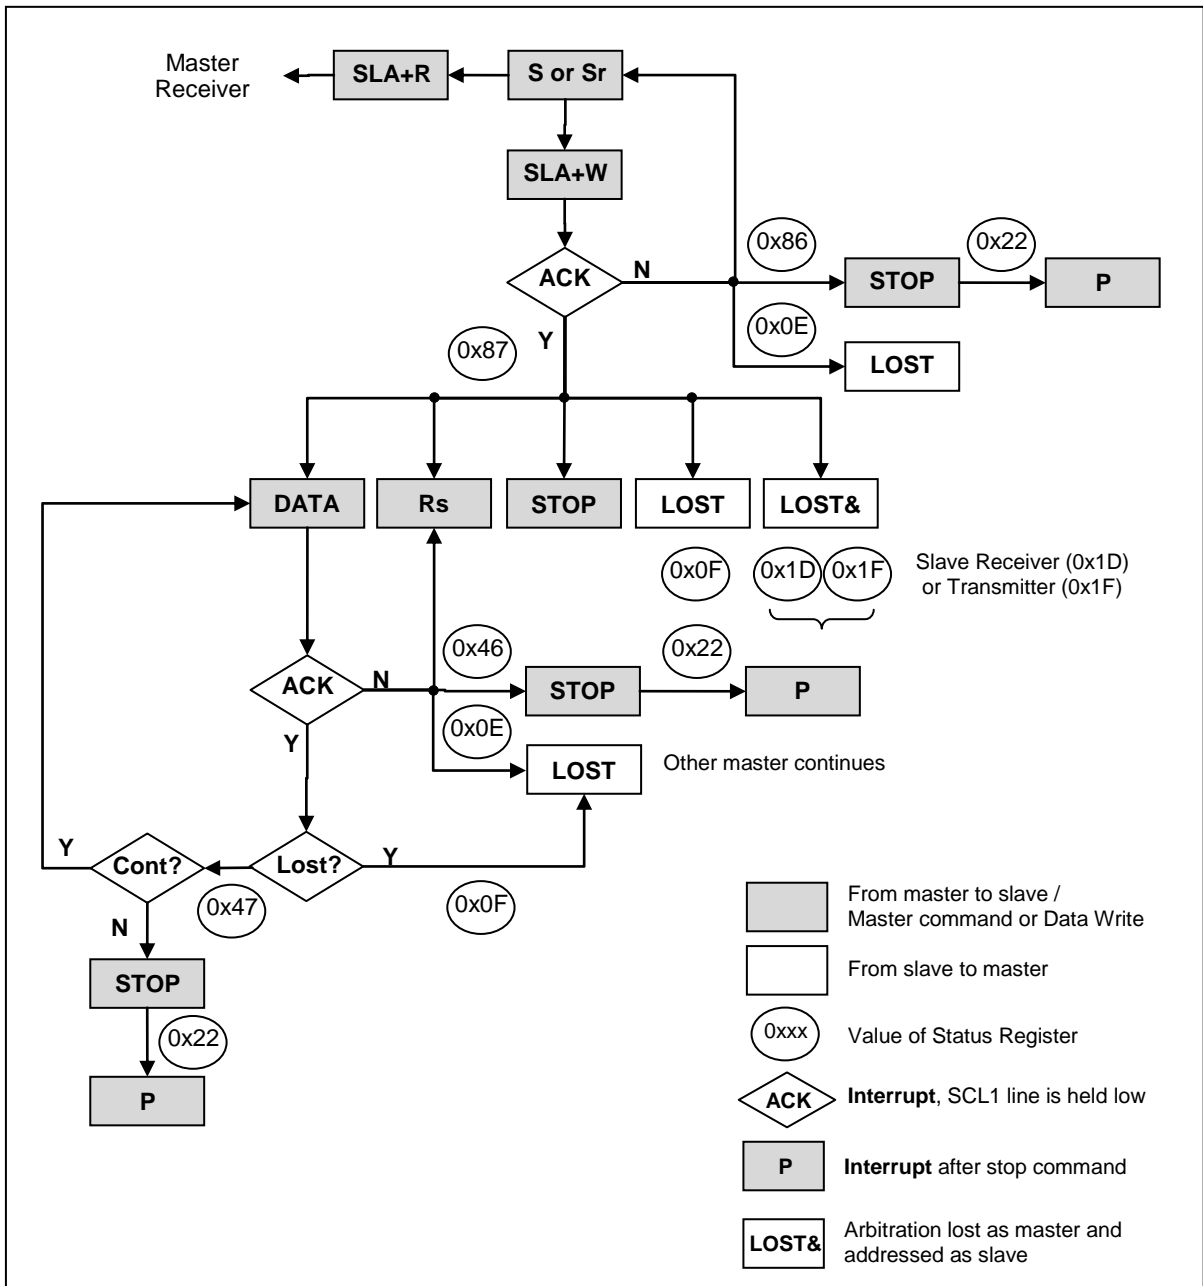 Master
Receiver
SLA+R
S or Sr
SLA+W
ACK
N
0x86
STOP
0x22
P
0x0E
LOST
Y
0x87
DATA
Rs
STOP
LOST
LOST&
0x0F
0x1D
0x1F
Slave Receiver (0x1D)
or Transmitter (0x1F)
ACK
N
0x46
STOP
0x22
P
0x0E
LOST
Other master continues
Y
Lost?
Y
0x0F
Cont?
Y
0x47
N
STOP
0x22
P
From master to slave /
Master command or Data Write
From slave to master
0xxx
Value of Status Register
ACK
Interrupt, SCL1 line is held low
P
Interrupt after stop command
LOST&
Arbitration lost as master and
addressed as slave